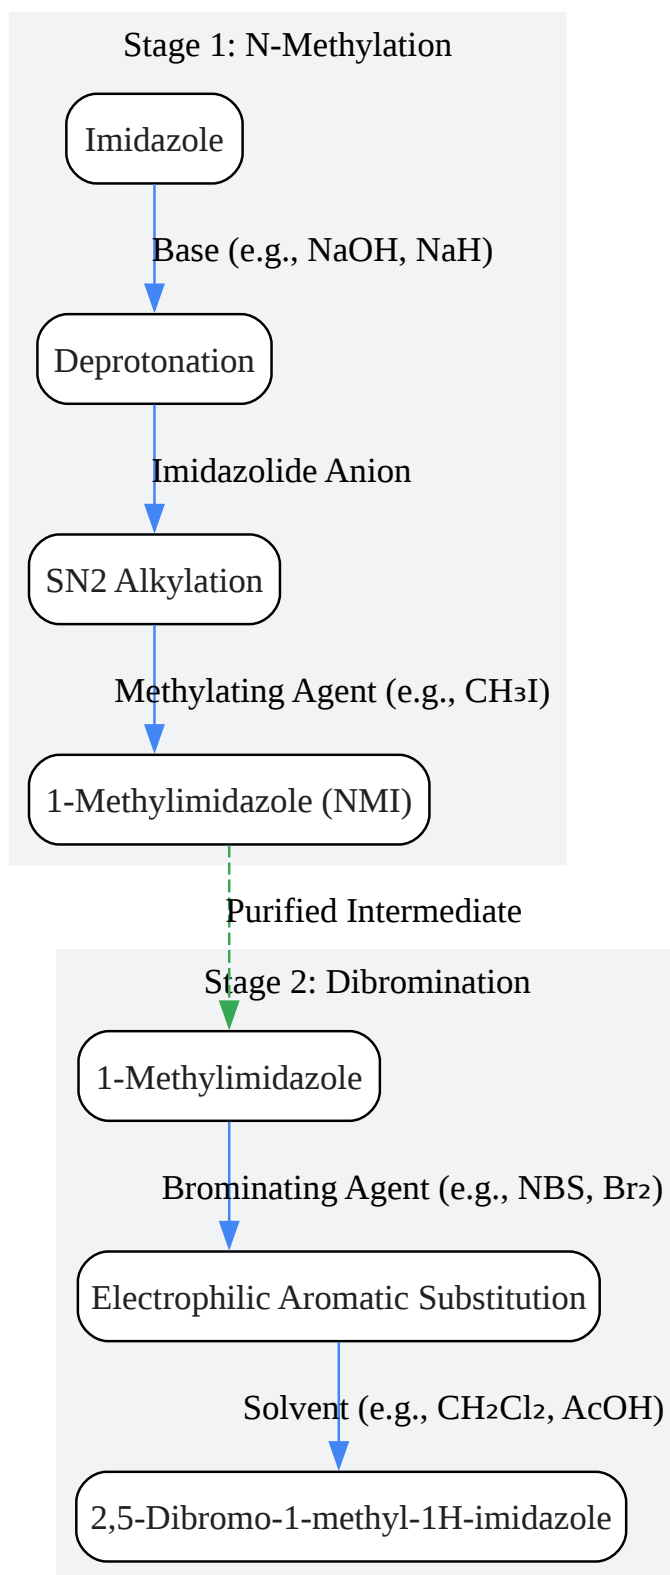 Stage 1: N-Methylation
Imidazole
Base (e.g., NaOH, NaH)
Deprotonation
Imidazolide Anion
SN2 Alkylation
Methylating Agent (e.g., CH₃I)
1-Methylimidazole (NMI)
Purified Intermediate
Stage 2: Dibromination
1-Methylimidazole
Brominating Agent (e.g., NBS, Br₂)
Electrophilic Aromatic Substitution
Solvent (e.g., CH₂Cl₂, AcOH)
2,5-Dibromo-1-methyl-1H-imidazole